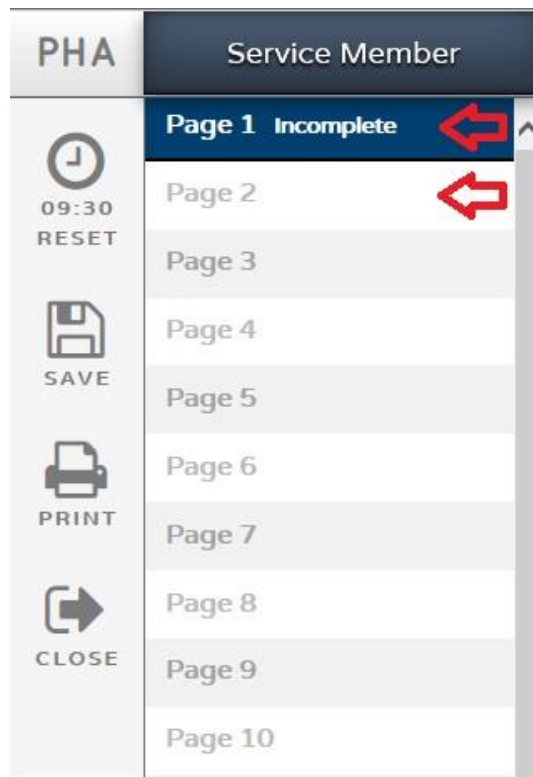 PHA
Service Member
09:30
RESET
SAVE
PRINT
CLOSE
Page 1 Incomplete
Page 2
Page 3
Page 4
Page 5
Page 6
Page 7
Page 8
Page 9
Page 10